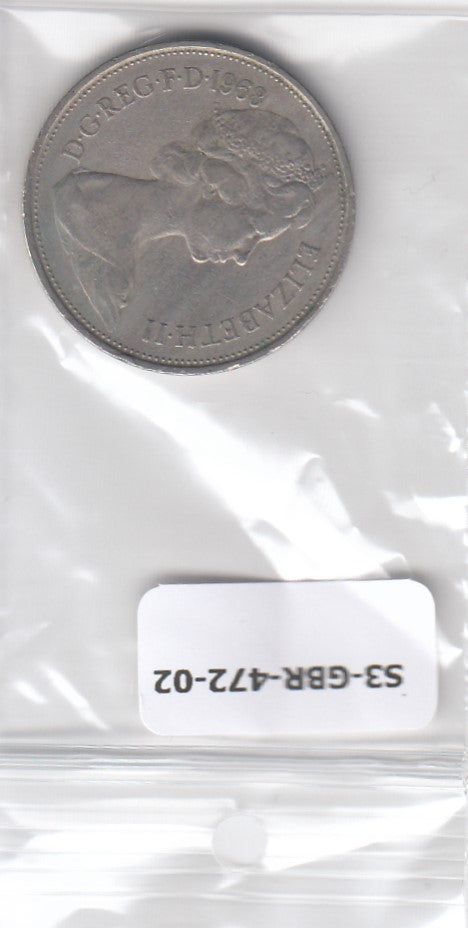 D·G·REG·F·D·1968
ELIZABETH·II
S3-GBR-472-02